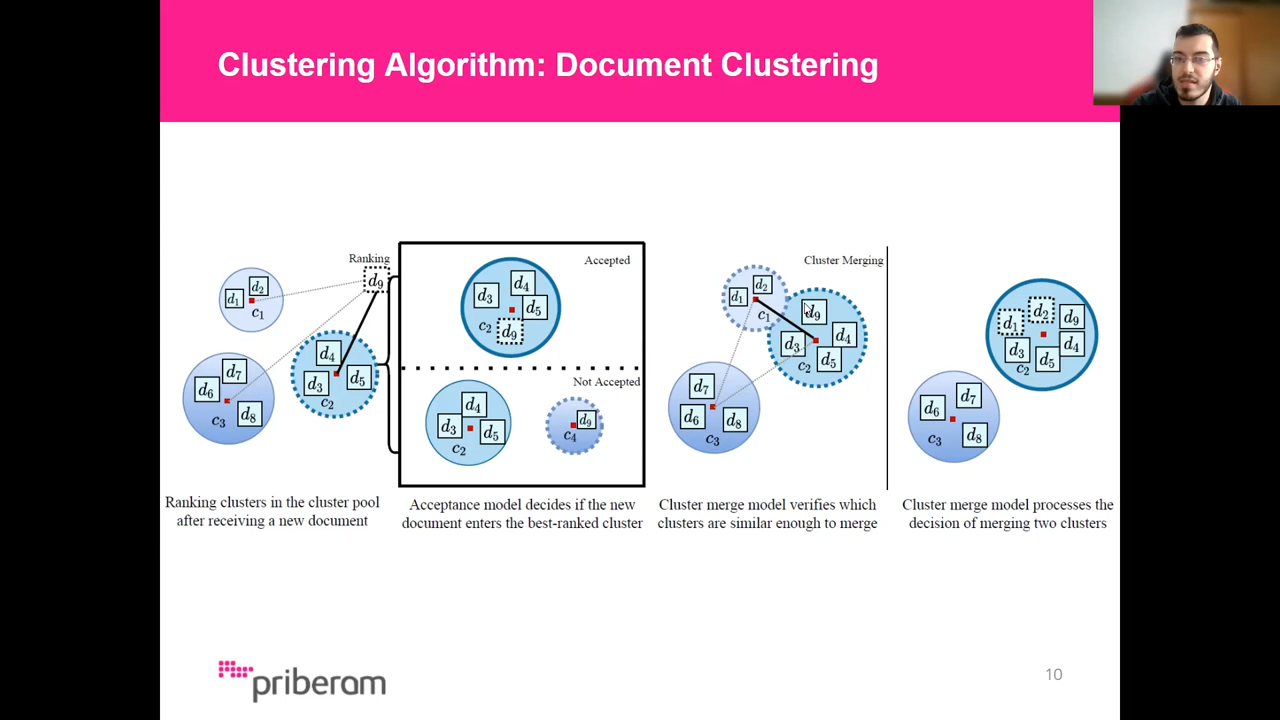 Clustering Algorithm: Document Clustering
Ranking
d9
d1
d2
c1
d4
d3
d5
c2
d7
d6
d8
c3
Accepted
d4
d3
d5
c2
d9
Not Accepted
d4
d3
d5
c2
d9
c4
Cluster Merging
d2
d1
c1
d9
d4
d3
d5
c2
d7
d6
d8
c3
d2
d1
d9
d3
d4
d5
c2
d7
d6
d8
c3
Ranking clusters in the cluster pool
after receiving a new document
Acceptance model decides if the new
document enters the best-ranked cluster
Cluster merge model verifies which
clusters are similar enough to merge
Cluster merge model processes the
decision of merging two clusters
priberam
10